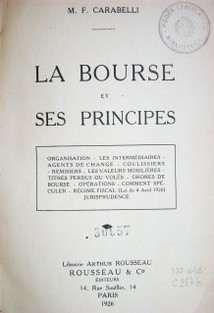 M. F. CARABELLI
LA BOURSE
ET
SES PRINCIPES
ORGANISATION - LES INTERMÉDIAIRES -
AGENTS DE CHANGE - COULISSIERS
- REMISIERS - LES VALEURS MOBILIÈRES -
TITRES PERDUS OU VOLÉS - ORDRES DE
BOURSE - OPÉRATIONS - COMMENT SPÉ-
CULER - RÉGIME FISCAL (Loi du 4 Avril 1926)
JURISPRUDENCE
Librairie ARTHUR ROUSSEAU
ROUSSEAU & Cie
ÉDITEURS
14, Rue Soufflot, 14
PARIS
1926